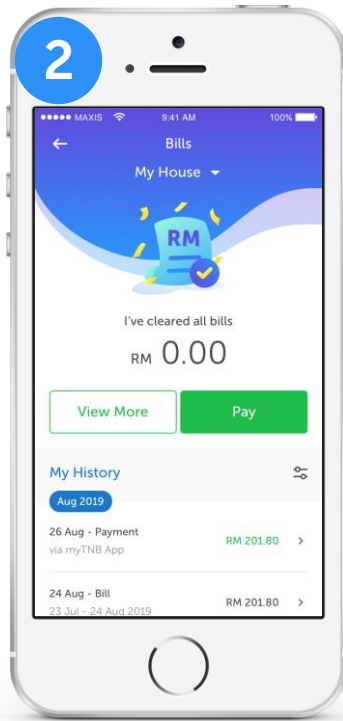 2
MAXIS 9:41 AM 100%
Bills
My House
RM
I've cleared all bills
RM 0.00
View More Pay
My History
Aug 2019
26 Aug - Payment
RM 201.80
via myTNB App
24 Aug - Bill
RM 201.80
23 Jul - 24 Aug 2019